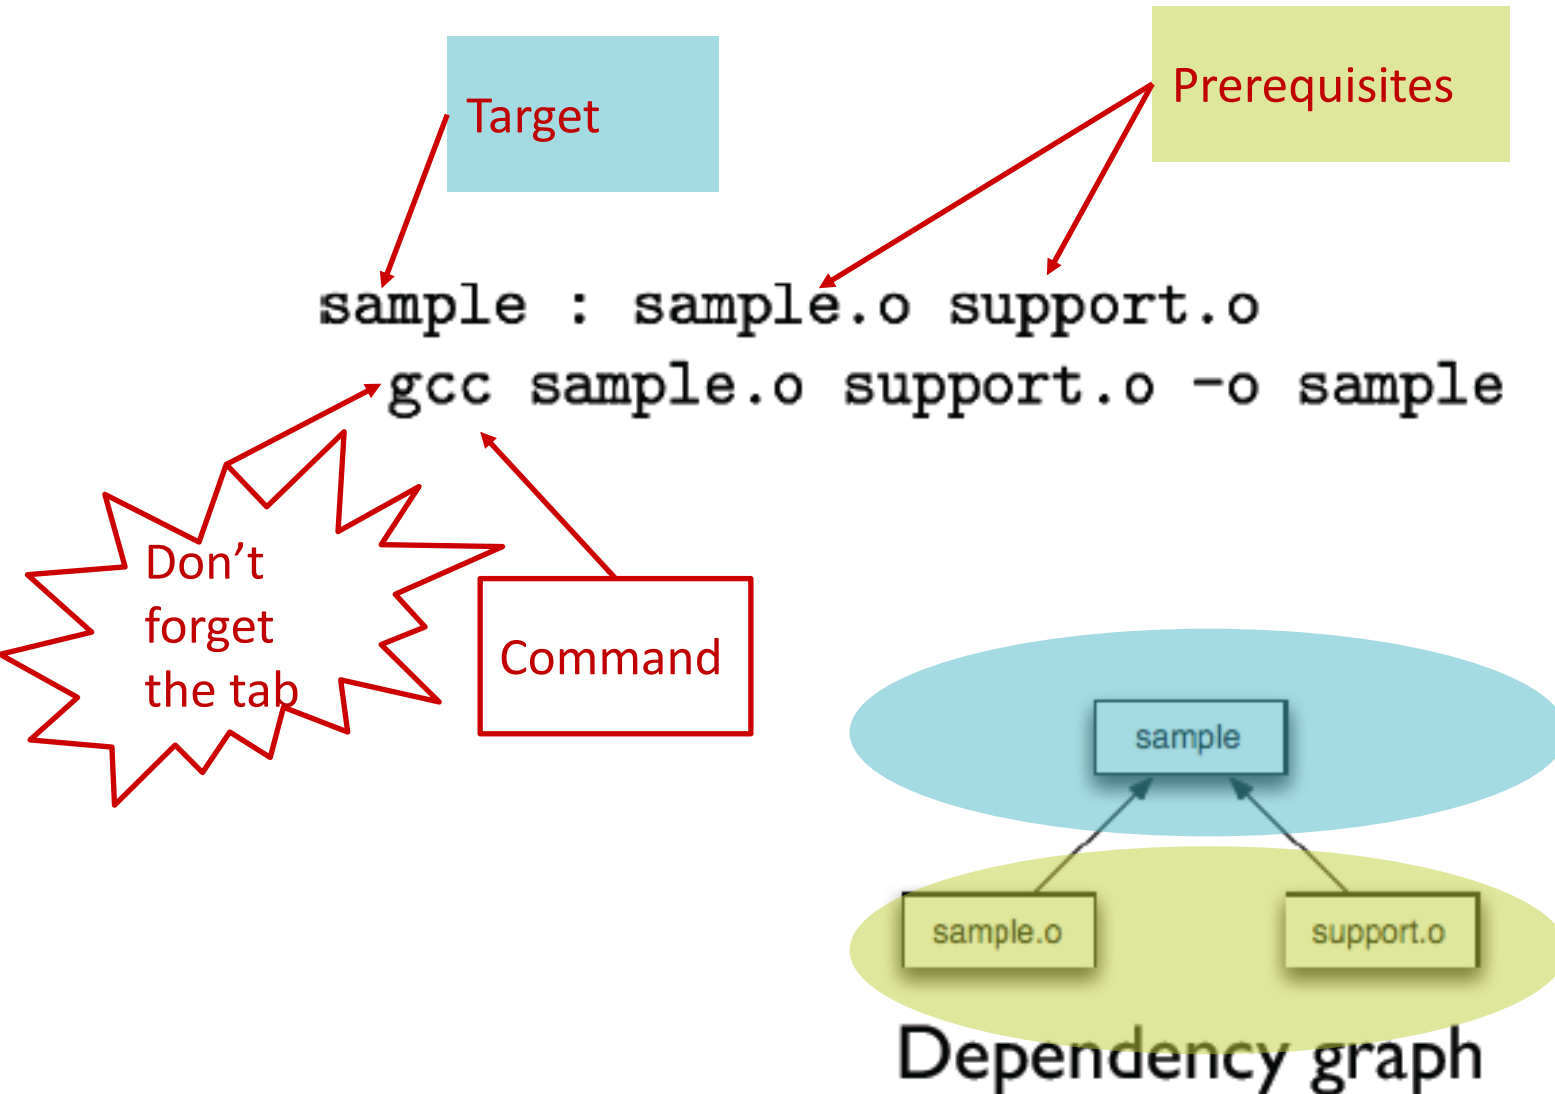 Target
Prerequisites
sample : sample.o support.o
gcc sample.o support.o -o sample
Don’t
forget
the tab
Command
sample
sample.o
support.o
Dependency graph